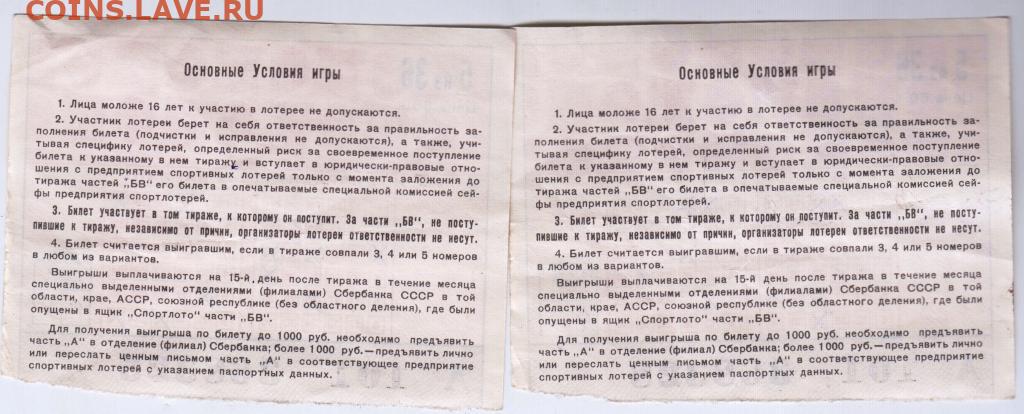 COINS.LAVE.RU
Основные Условия игры
1. Лица моложе 16 лет к участию в лотерее не допускаются.
2. Участник лотереи берет на себя ответственность за правильность за-
полнения билета (подчистки и исправления не допускаются), а также, учи-
тывая специфику лотерей, определенный риск за своевременное поступление
билета к указанному в нем тиражу и вступает в юридически-правовые отно-
шения с предприятием спортивных лотерей только с момента заложения до
тиража частей „БВ" его билета в опечатываемые специальной комиссией сей-
фы предприятия спортлотерей.
3. Билет участвует в том тираже, к которому он поступит. За части „БВ", не посту-
пившие к тиражу, независимо от причин, организаторы лотереи ответственности не несут.
4. Билет считается выигравшим, если в тираже совпали 3, 4 или 5 номеров
в любом из вариантов.
Выигрыши выплачиваются на 15-й день после тиража в течение месяца
специально выделенными отделениями (филиалами) Сбербанка СССР в той
области, крае, АССР, союзной республике (без областного деления), где были
опущены в ящик „Спортлото" части „БВ".
Для получения выигрыша по билету до 1000 руб. необходимо предъявить
часть „А" в отделение (филиал) Сбербанка; более 1000 руб.—предъявить лично
или переслать ценным письмом часть „А" в соответствующее предприятие
спортивных лотерей с указанием паспортных данных.
Основные Условия игры
1. Лица моложе 16 лет к участию в лотерее не допускаются.
2. Участник лотереи берет на себя ответственность за правильность за-
полнения билета (подчистки и исправления не допускаются), а также, учи-
тывая специфику лотерей, определенный риск за своевременное поступление
билета к указанному в нем тиражу и вступает в юридически-правовые отно-
шения с предприятием спортивных лотерей только с момента заложения до
тиража частей „БВ" его билета в опечатываемые специальной комиссией сей-
фы предприятия спортлотерей.
3. Билет участвует в том тираже, к которому он поступит. За части „БВ", не посту-
пившие к тиражу, независимо от причин, организаторы лотереи ответственности не несут.
4. Билет считается выигравшим, если в тираже совпали 3, 4 или 5 номеров
в любом из вариантов.
Выигрыши выплачиваются на 15-й день после тиража в течение месяца
специально выделенными отделениями (филиалами) Сбербанка СССР в той
области, крае, АССР, союзной республике (без областного деления), где были
опущены в ящик „Спортлото" части „БВ".
Для получения выигрыша по билету до 1000 руб. необходимо предъявить
часть „А" в отделение (филиал) Сбербанка; более 1000 руб.—предъявить лично
или переслать ценным письмом часть „А" в соответствующее предприятие
спортивных лотерей с указанием паспортных данных.